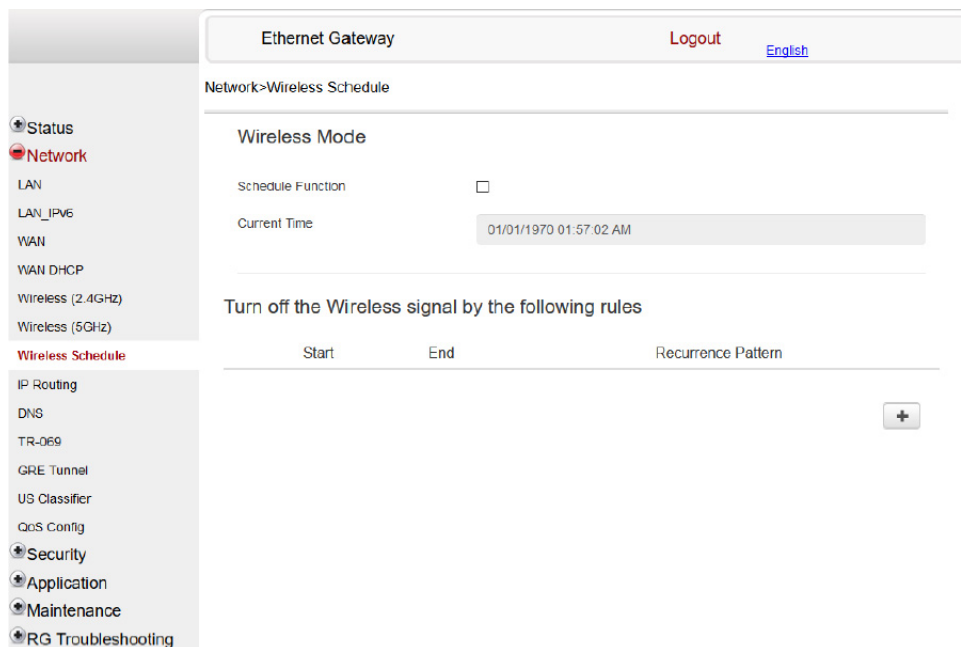 Ethernet Gateway
Logout
English
Network>Wireless Schedule
Status
Network
LAN
LAN_IPv6
WAN
WAN DHCP
Wireless (2.4GHz)
Wireless (5GHz)
Wireless Schedule
IP Routing
DNS
TR-069
GRE Tunnel
US Classifier
QoS Config
Security
Application
Maintenance
RG Troubleshooting
Wireless Mode
Schedule Function
Current Time 01/01/1970 01:57:02 AM
Turn off the Wireless signal by the following rules
Start End Recurrence Pattern